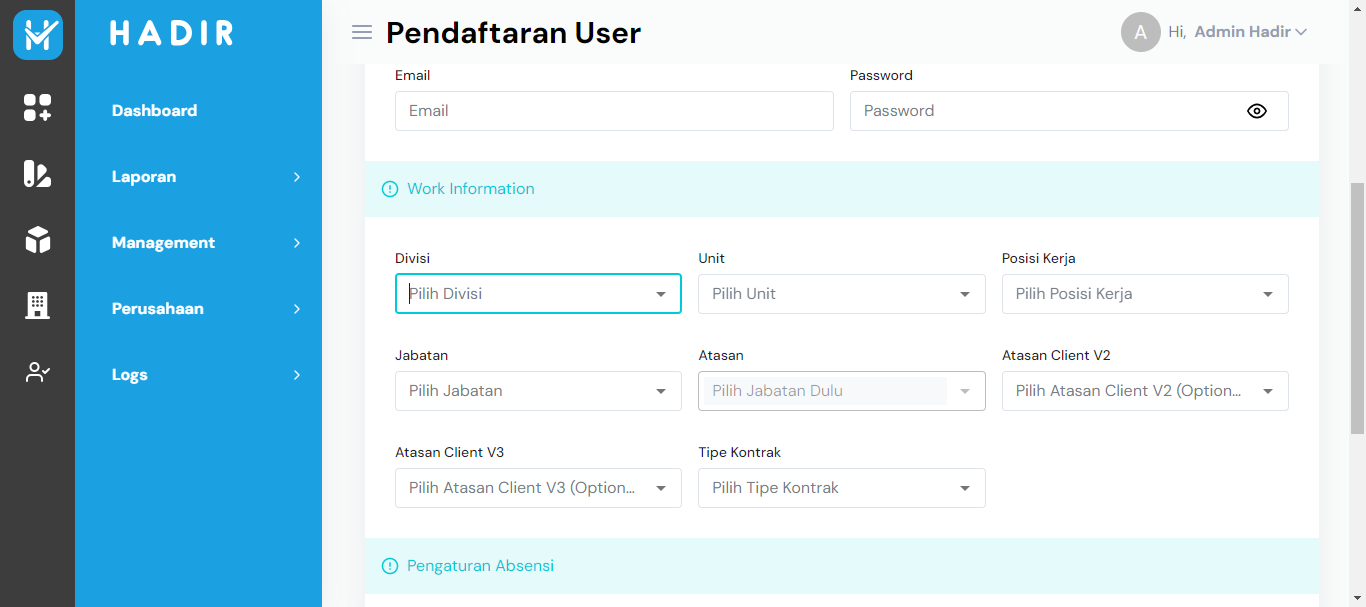 HADIR
Pendaftaran User
A
Hi, Admin Hadir
Dashboard
Laporan
Management
Perusahaan
Logs
Email
Password
Email
Password
Work Information
Divisi
Unit
Posisi Kerja
Pilih Divisi
Pilih Unit
Pilih Posisi Kerja
Jabatan
Atasan
Atasan Client V2
Pilih Jabatan
Pilih Jabatan Dulu
Pilih Atasan Client V2 (Option...
Atasan Client V3
Tipe Kontrak
Pilih Atasan Client V3 (Option...
Pilih Tipe Kontrak
Pengaturan Absensi